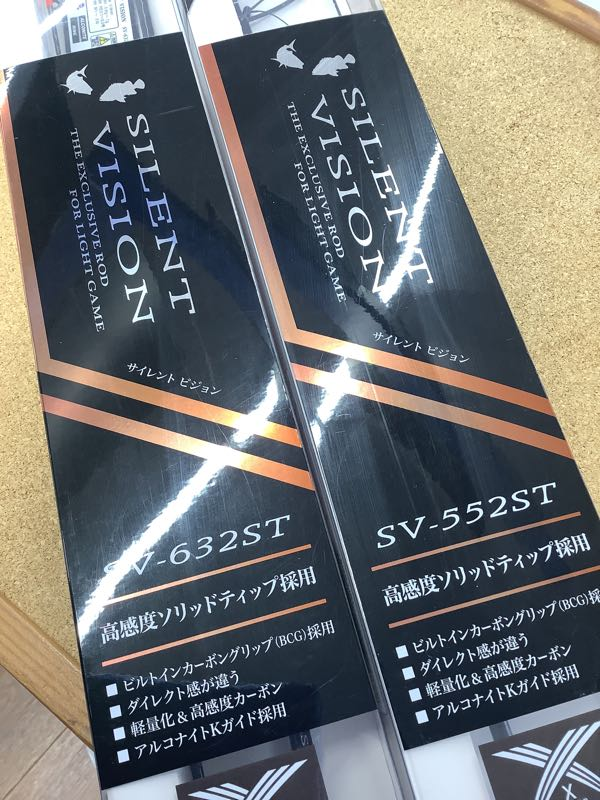 SILENT
VISION
THE EXCLUSIVE ROD
FOR LIGHT GAME
サイレント ビジョン
SV-632ST
高感度ソリッドティップ採用
■ビルトインカーボングリップ(BCG)採用
■ダイレクト感が違う
■軽量化&高感度カーボン
■アルコナイトKガイド採用
SILENT
VISION
THE EXCLUSIVE ROD
FOR LIGHT GAME
サイレント ビジョン
SV-552ST
高感度ソリッドティップ採用
■ビルトインカーボングリップ(BCG)採
■ダイレクト感が違う
■軽量化&高感度カーボン
■アルコナイトKガイド採用